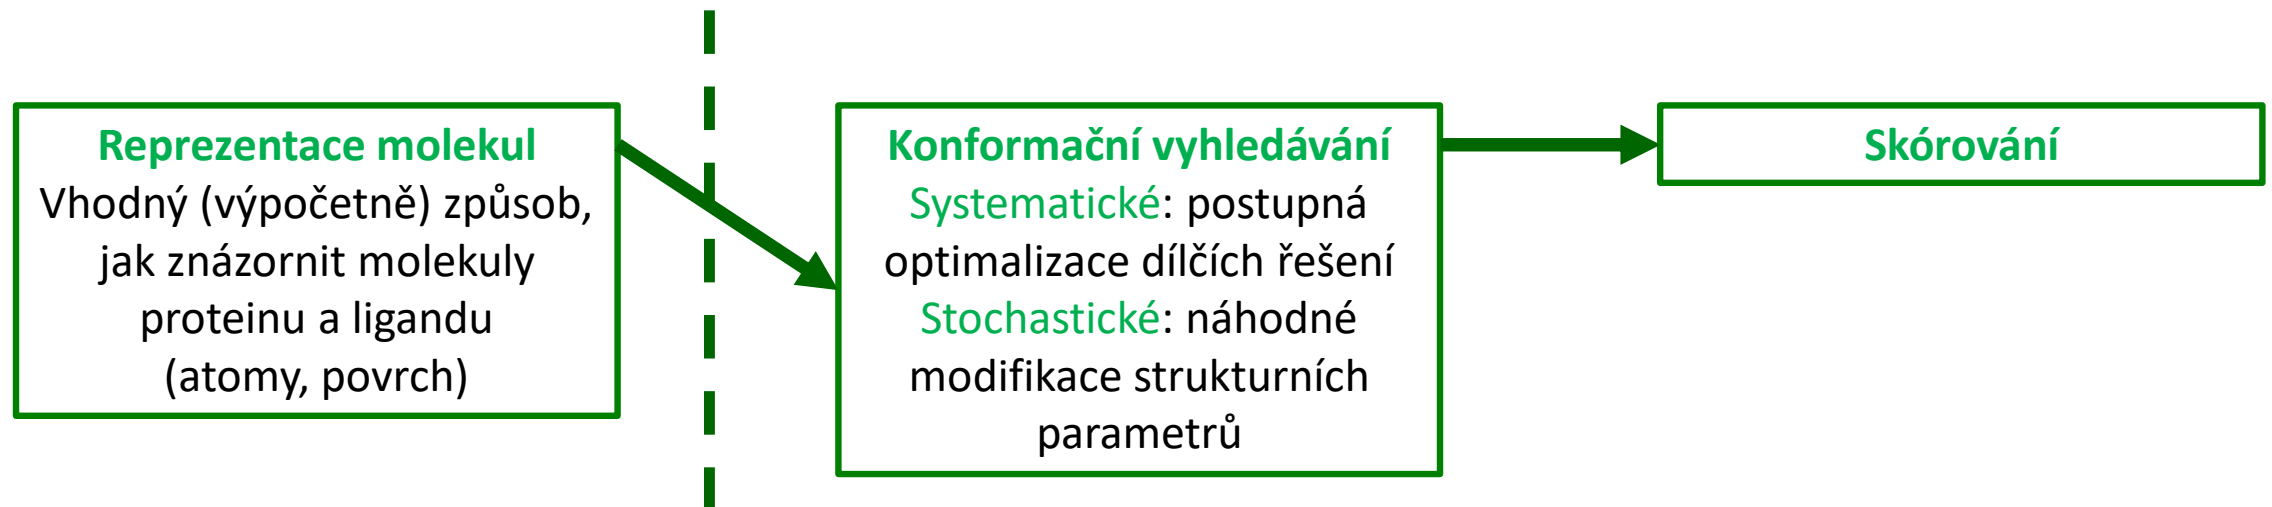 Reprezentace molekul
Vhodný (výpočetně) způsob,
jak znázornit molekuly
proteinu a ligandu
(atomy, povrch)
Konformační vyhledávání
Systematické: postupná
optimalizace dílčích řešení
Stochastické: náhodné
modifikace strukturních
parametrů
Skórování